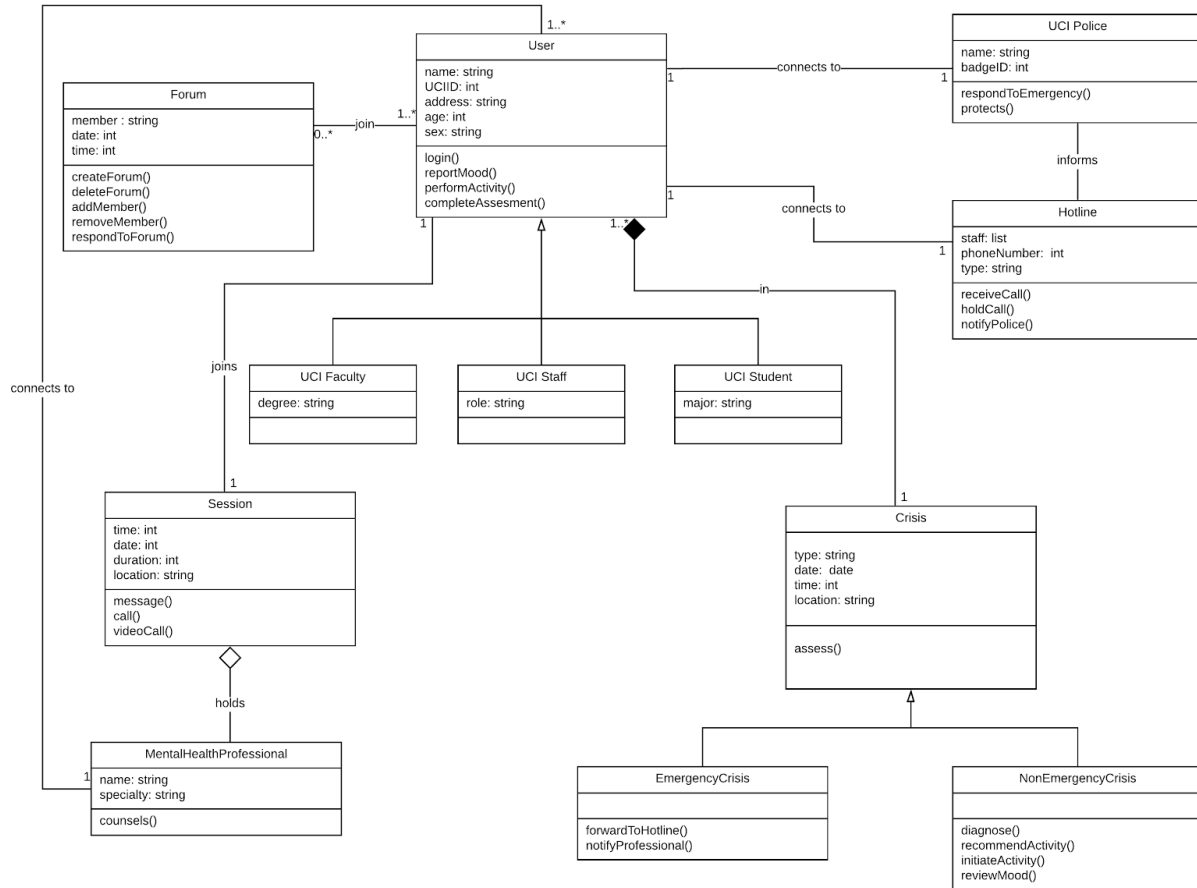 1..*
User
name: string
UCIID: int
address: string
age: int
sex: string
login()
reportMood()
performActivity()
completeAssesment()
UCI Police
name: string
badgeID: int
respondToEmergency()
protects()
1
connects to
1
Forum
member : string
date: int
time: int
createForum()
deleteForum()
addMember()
removeMember()
respondToForum()
1..*
join
0..*
informs
1
connects to
1
Hotline
staff: list
phoneNumber:  int
type: string
receiveCall()
holdCall()
notifyPolice()
1
1..*
in
joins
connects to
UCI Faculty
degree: string
UCI Staff
role: string
UCI Student
major: string
1
Session
time: int
date: int
duration: int
location: string
message()
call()
videoCall()
1
Crisis
type: string
date:  date
time: int
location: string
assess()
holds
1
MentalHealthProfessional
name: string
specialty: string
counsels()
EmergencyCrisis
forwardToHotline()
notifyProfessional()
NonEmergencyCrisis
diagnose()
recommendActivity()
initiateActivity()
reviewMood()